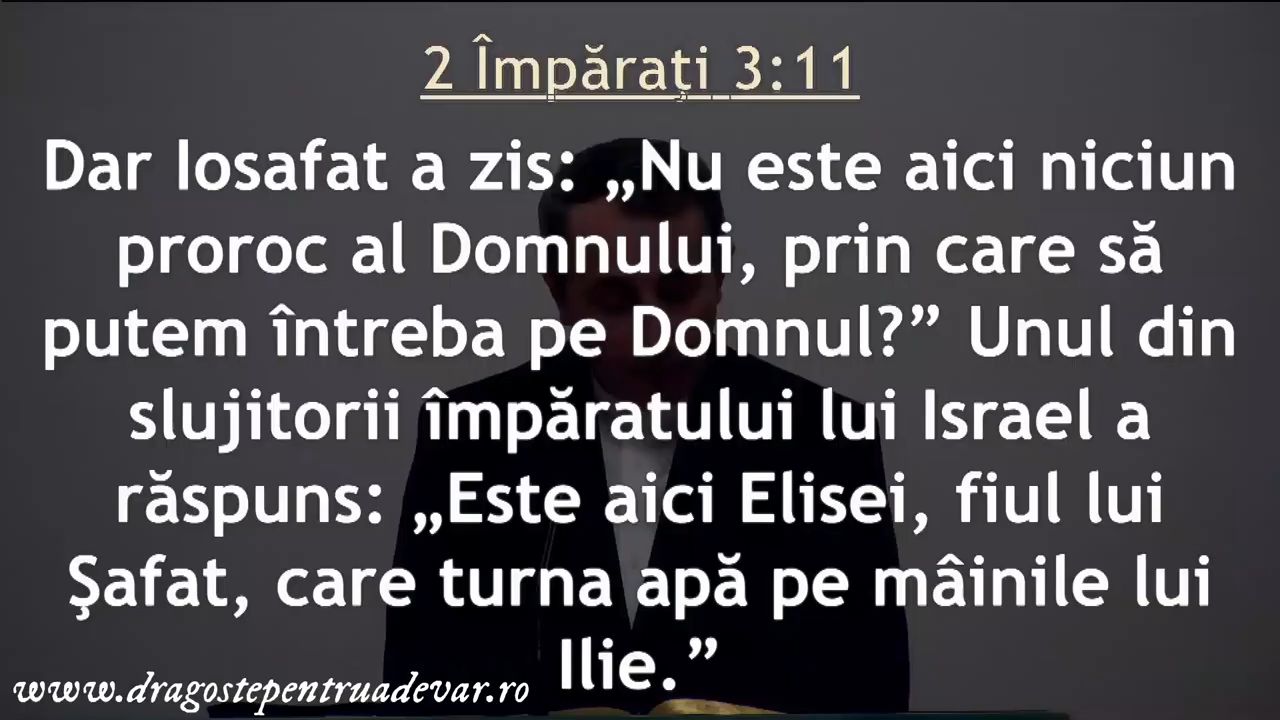 2 Împărați 3:11
Dar Iosafat a zis: „Nu este aici niciun
proroc al Domnului, prin care să
putem întreba pe Domnul?” Unul din
slujitorii împăratului lui Israel a
răspuns: „Este aici Elisei, fiul lui
Şafat, care turna apă pe mâinile lui
Ilie.”
www.dragostepentruadevar.ro